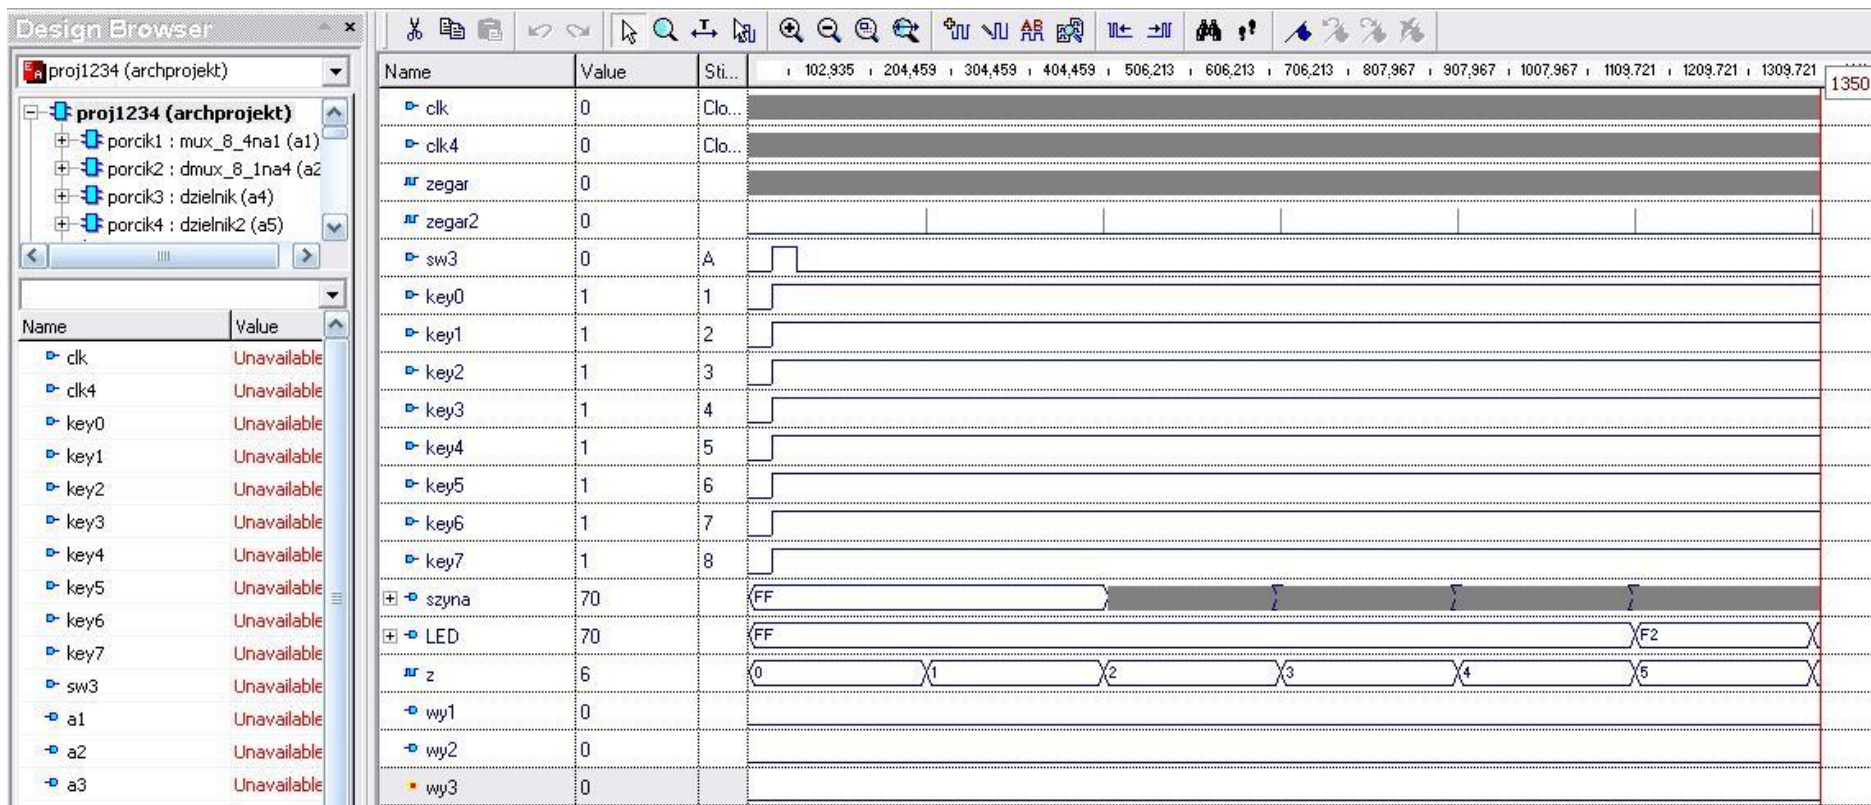 Design Browser
proj1234 (archprojekt)
proj1234 (archprojekt)
porcik1 : mux_8_4na1 (a1)
porcik2 : dmux_8_1na4 (a2
porcik3 : dzielnik (a4)
porcik4 : dzielnik2 (a5)
Name Value
clk Unavailable
clk4 Unavailable
key0 Unavailable
key1 Unavailable
key2 Unavailable
key3 Unavailable
key4 Unavailable
key5 Unavailable
key6 Unavailable
key7 Unavailable
sw3 Unavailable
a1 Unavailable
a2 Unavailable
a3 Unavailable
Name Value Sti... 102,935 204,459 304,459 404,459 506,213 606,213 706,213 807,967 907,967 1007,967 1109,721 1209,721 1309,721
1350
clk 0 Clo...
clk4 0 Clo...
zegar 0
zegar2 0
sw3 0 A
key0 1 1
key1 1 2
key2 1 3
key3 1 4
key4 1 5
key5 1 6
key6 1 7
key7 1 8
szyna 70 FF
LED 70 FF F2
z 6 0 1 2 3 4 5
wy1 0
wy2 0
wy3 0